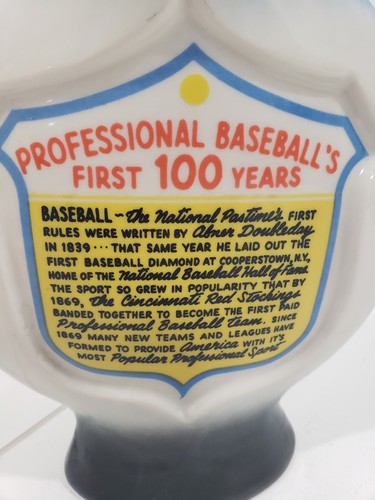 PROFESSIONAL BASEBALL'S
FIRST 100 YEARS
BASEBALL ~ The National Pastime's FIRST
RULES WERE WRITTEN BY Abner Doubleday
IN 1839 ··· THAT SAME YEAR HE LAID OUT THE
FIRST BASEBALL DIAMOND AT COOPERSTOWN, N.Y.,
HOME OF THE National Baseball Hall of Fame.
THE SPORT SO GREW IN POPULARITY THAT BY
1869, the Cincinnati Red Stockings
BANDED TOGETHER TO BECOME THE FIRST PAID
Professional Baseball Team. SINCE
1869 MANY NEW TEAMS AND LEAGUES HAVE
FORMED TO PROVIDE America WITH IT'S
MOST Popular Professional Sport